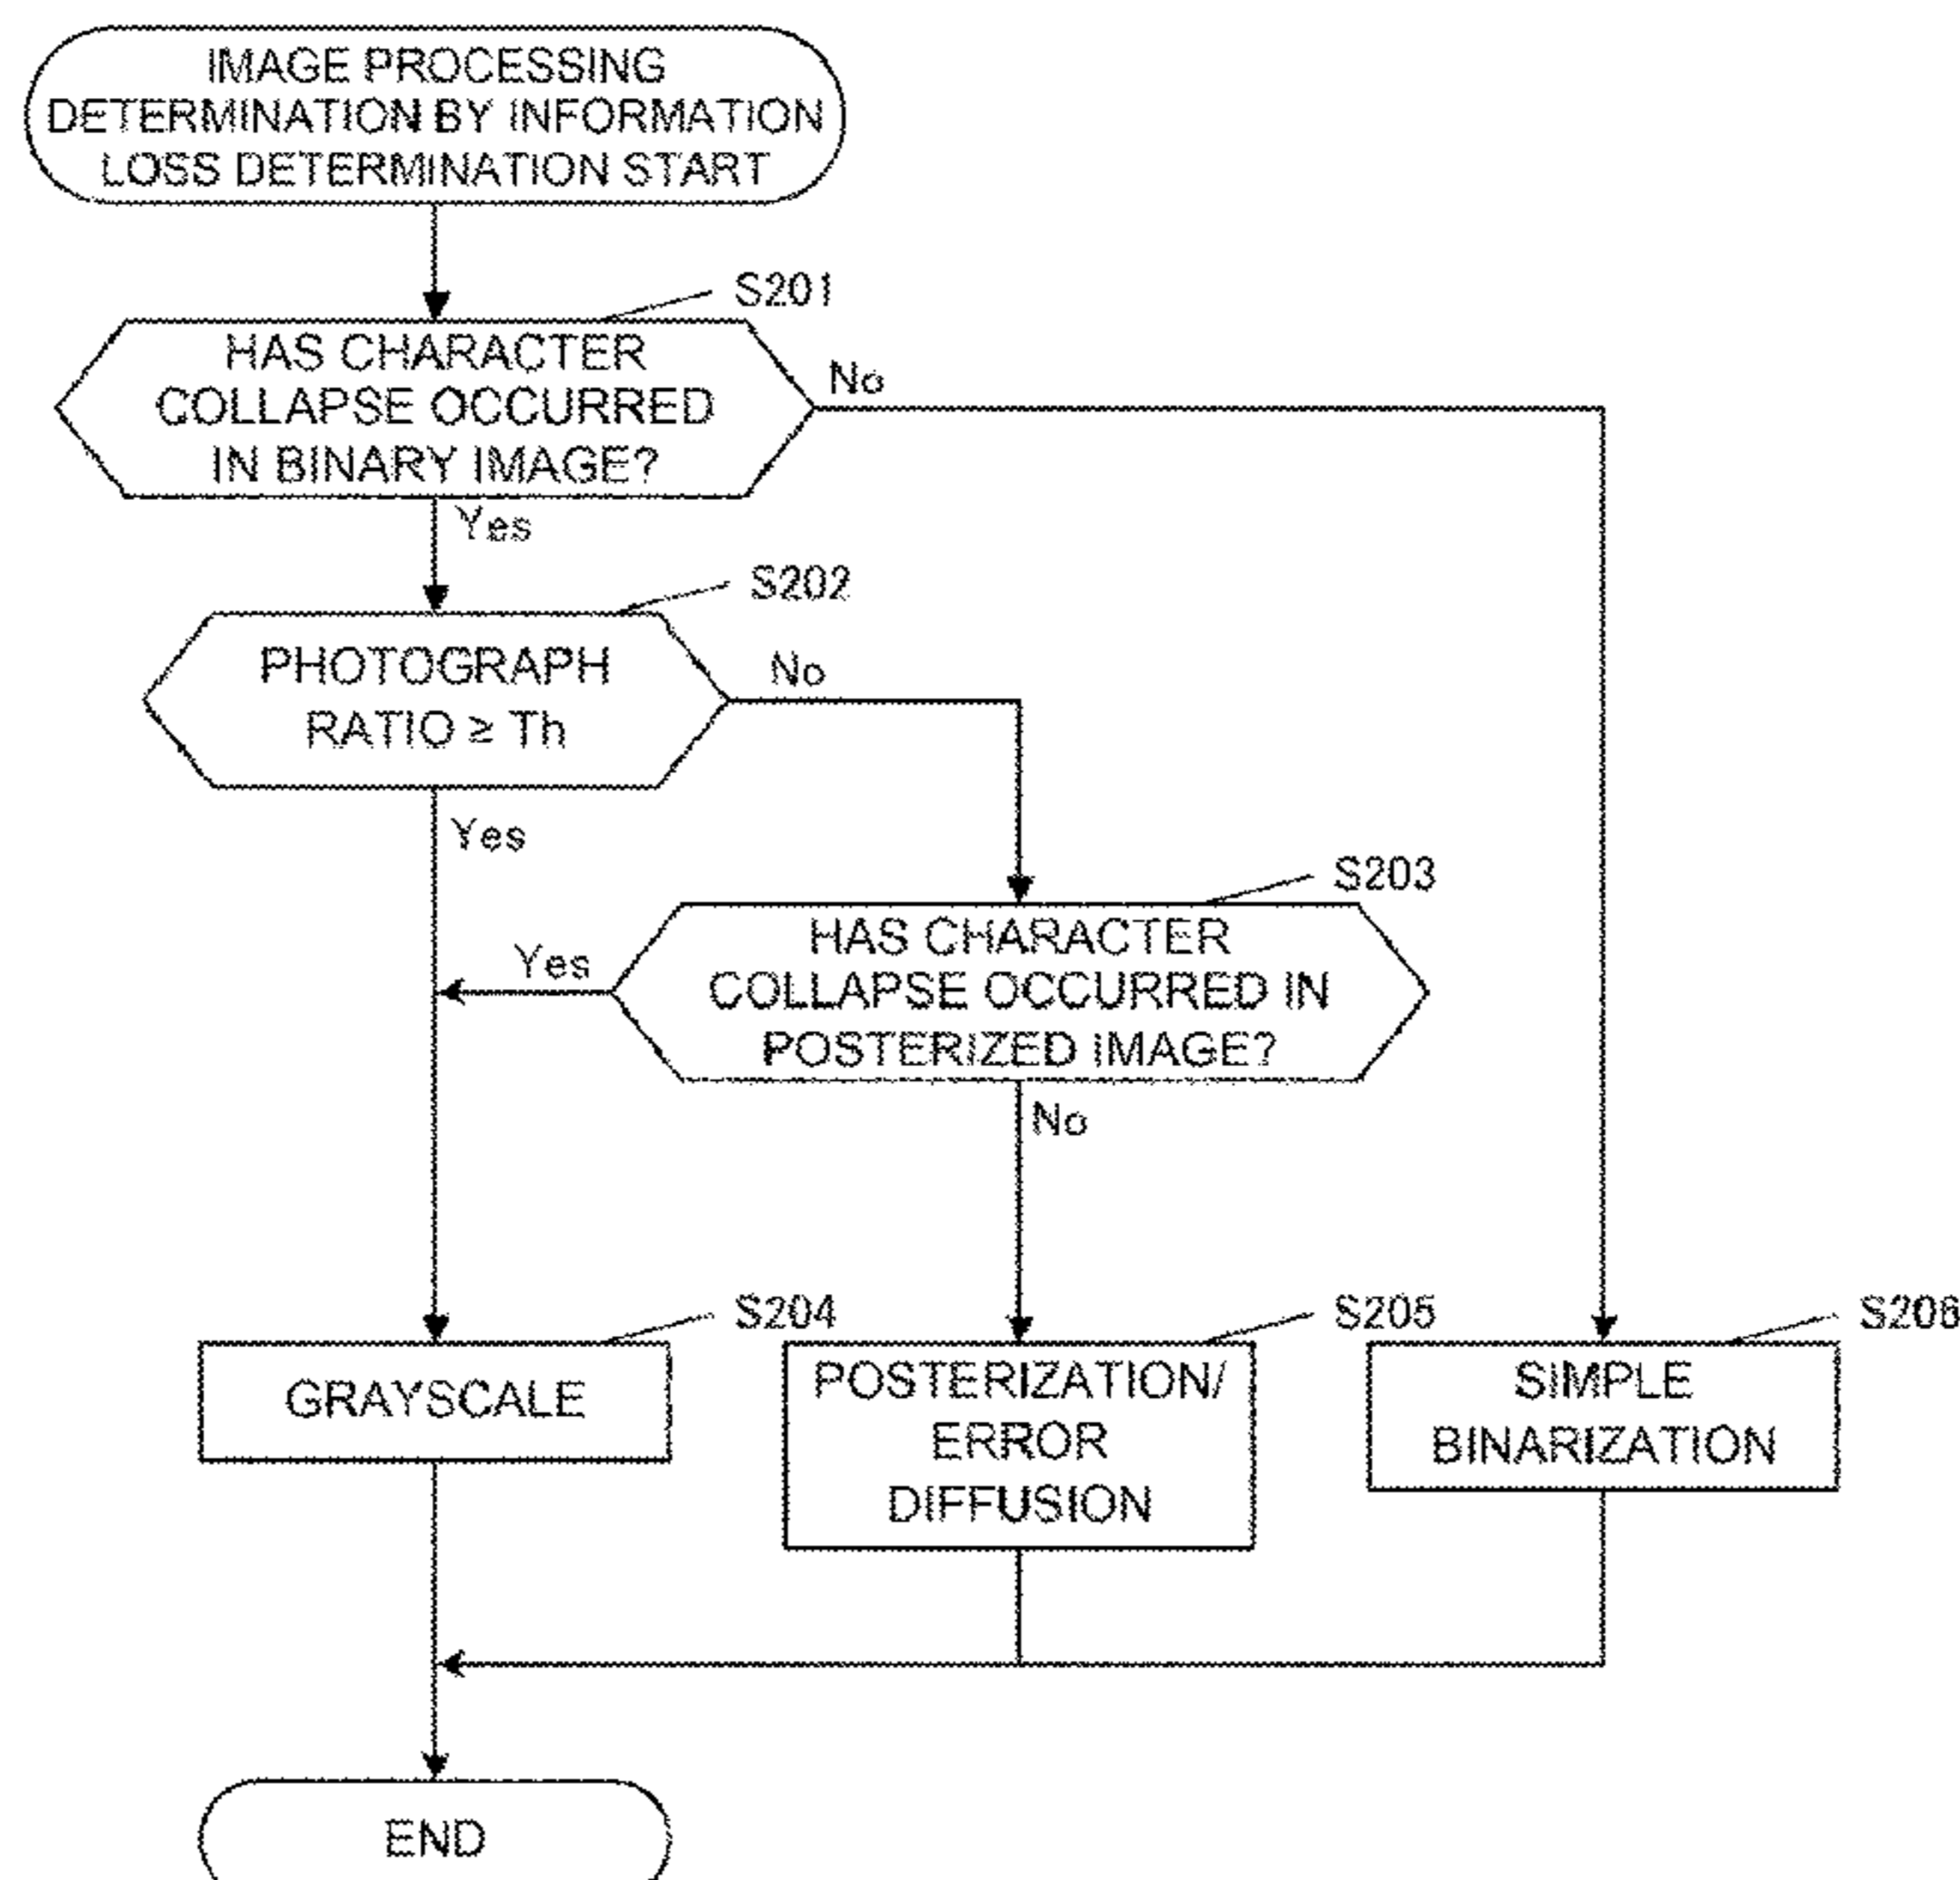 IMAGE PROCESSING
DETERMINATION BY INFORMATION
LOSS DETERMINATION START
S201
HAS CHARACTER
COLLAPSE OCCURRED
IN BINARY IMAGE?
No
Yes
S202
PHOTOGRAPH
RATIO ≥ Th
No
Yes
S203
HAS CHARACTER
COLLAPSE OCCURRED IN
POSTERIZED IMAGE?
Yes
No
S204
GRAYSCALE
S205
POSTERIZATION/
ERROR
DIFFUSION
S206
SIMPLE
BINARIZATION
END